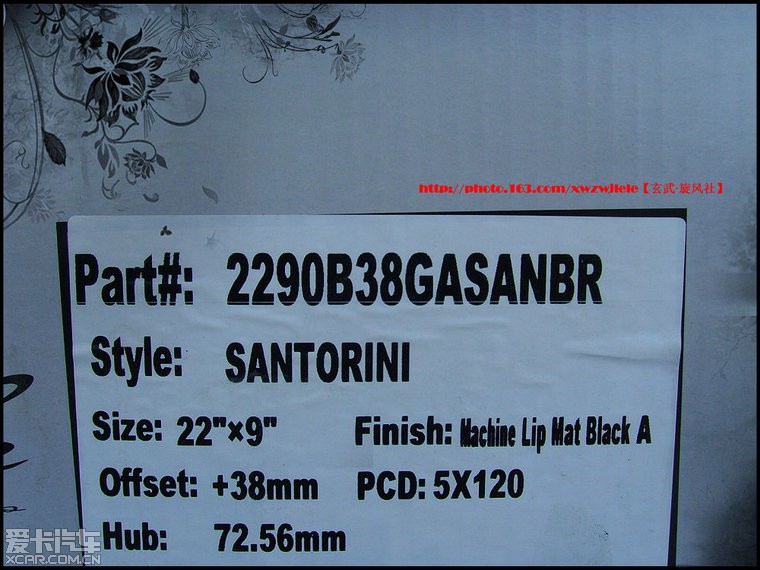 http://photo.163.com/xwzwjlele【玄武·旋风社】
Part#: 2290B38GASANBR
Style: SANTORINI
Size: 22"×9" Finish: Machine Lip Mat Black A
Offset: +38mm PCD: 5X120
Hub: 72.56mm
爱卡汽车
XCAR.COM.CN